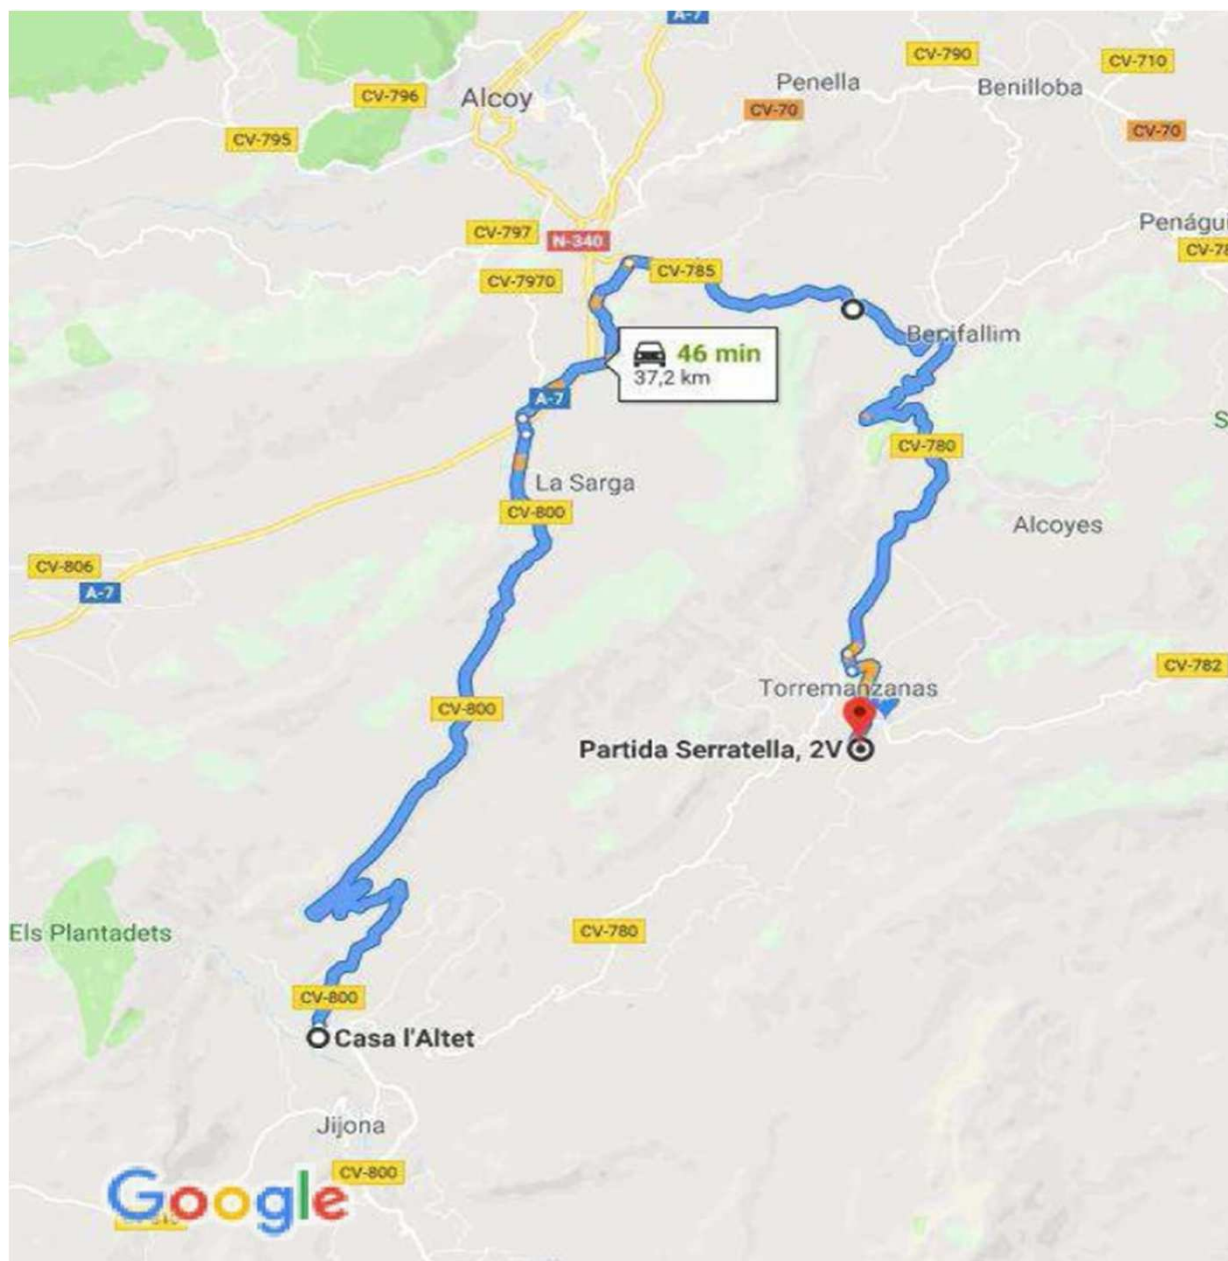 A-7
CV-790
CV-710
Penella
Benilloba
CV-796
Alcoy
CV-70
CV-70
CV-795
Penágu
CV-797
N-340
CV-78
CV-785
CV-7970
Benifallim
46 min
37,2 km
A-7
CV-780
La Sarga
CV-800
Alcoyes
CV-806
A-7
CV-782
Torremanzanas
CV-800
Partida Serratella, 2V
Els Plantadets
CV-780
CV-800
Casa l'Altet
Jijona
CV-800
Google